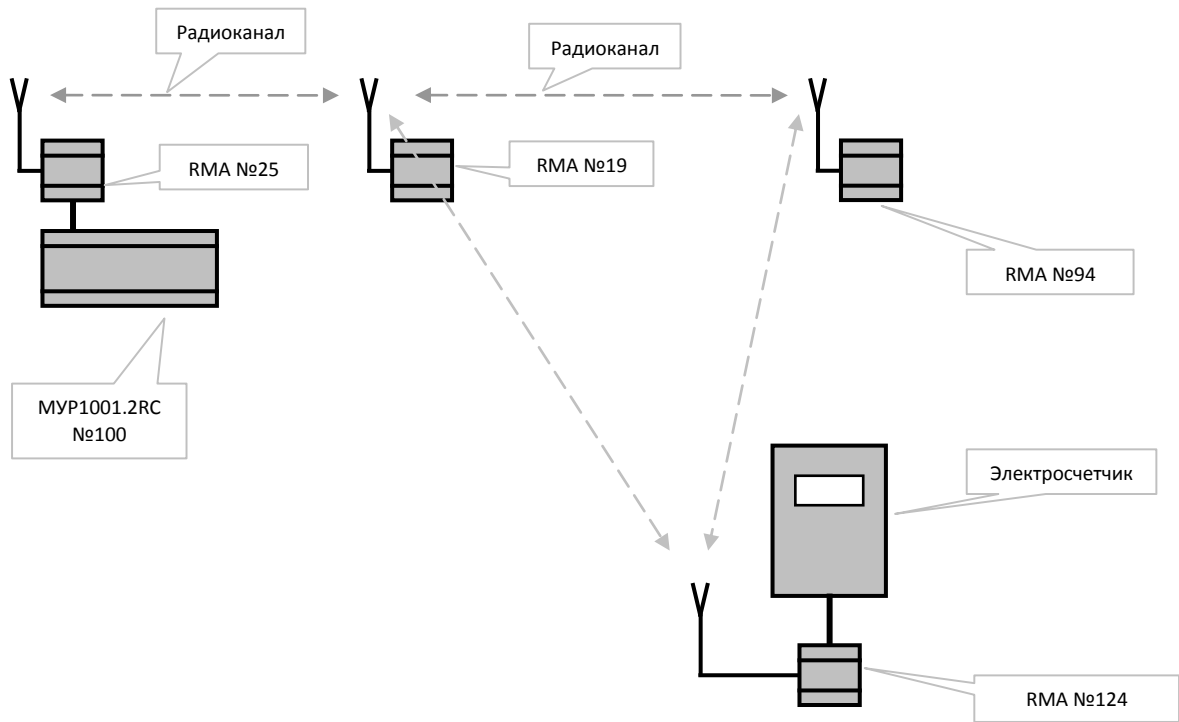 Радиоканал
Радиоканал
RMA №25
RMA №19
RMA №94
МУР1001.2RC
№100
Электросчетчик
RMA №124